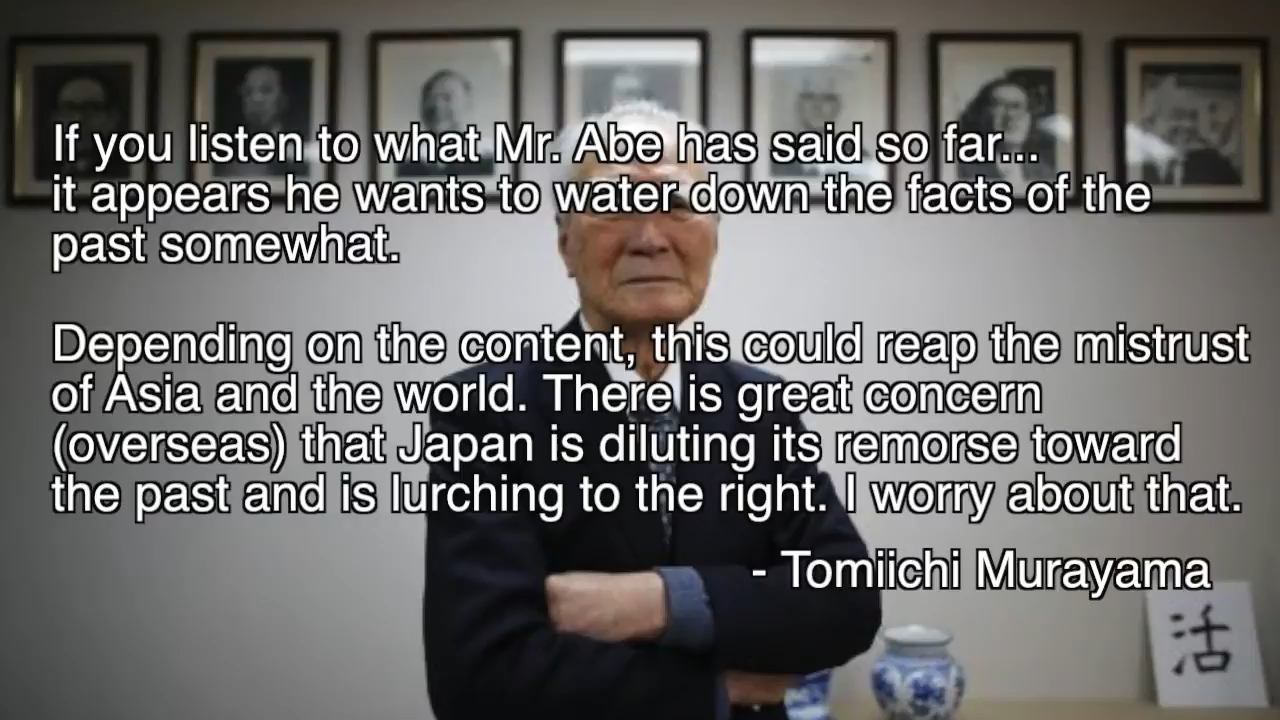 If you listen to what Mr. Abe has said so far...
it appears he wants to water down the facts of the
past somewhat.
Depending on the content, this could reap the mistrust
of Asia and the world. There is great concern
(overseas) that Japan is diluting its remorse toward
the past and is lurching to the right. I worry about that.
- Tomiichi Murayama
活